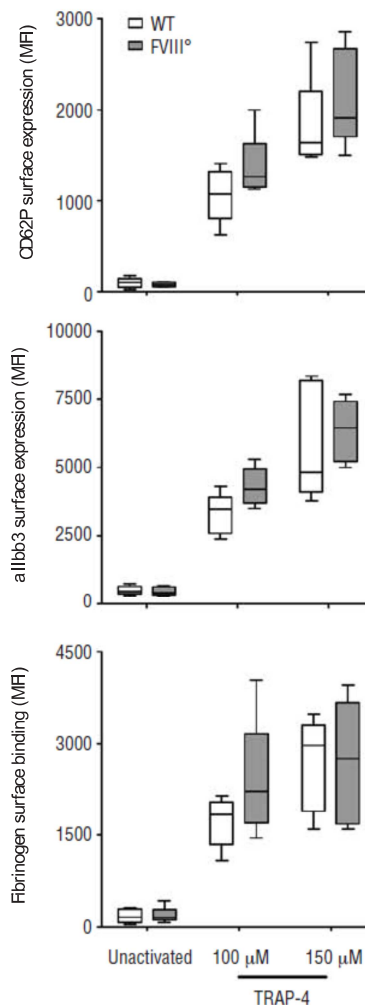 3000
WT
FVIII°
2000
1000
0
CD62P surface expression (MFI)
10000
7500
5000
2500
0
aIIbb3 surface expression (MFI)
4500
3000
1500
0
Fibrinogen surface binding (MFI)
Unactivated 100 µM 150 µM
TRAP-4